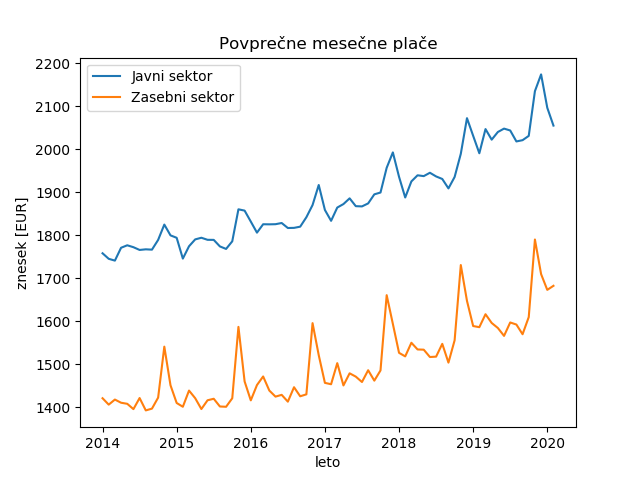 Povprečne mesečne plače
Javni sektor
Zasebni sektor
znesek [EUR]
2200
2100
2000
1900
1800
1700
1600
1500
1400
2014 2015 2016 2017 2018 2019 2020
leto